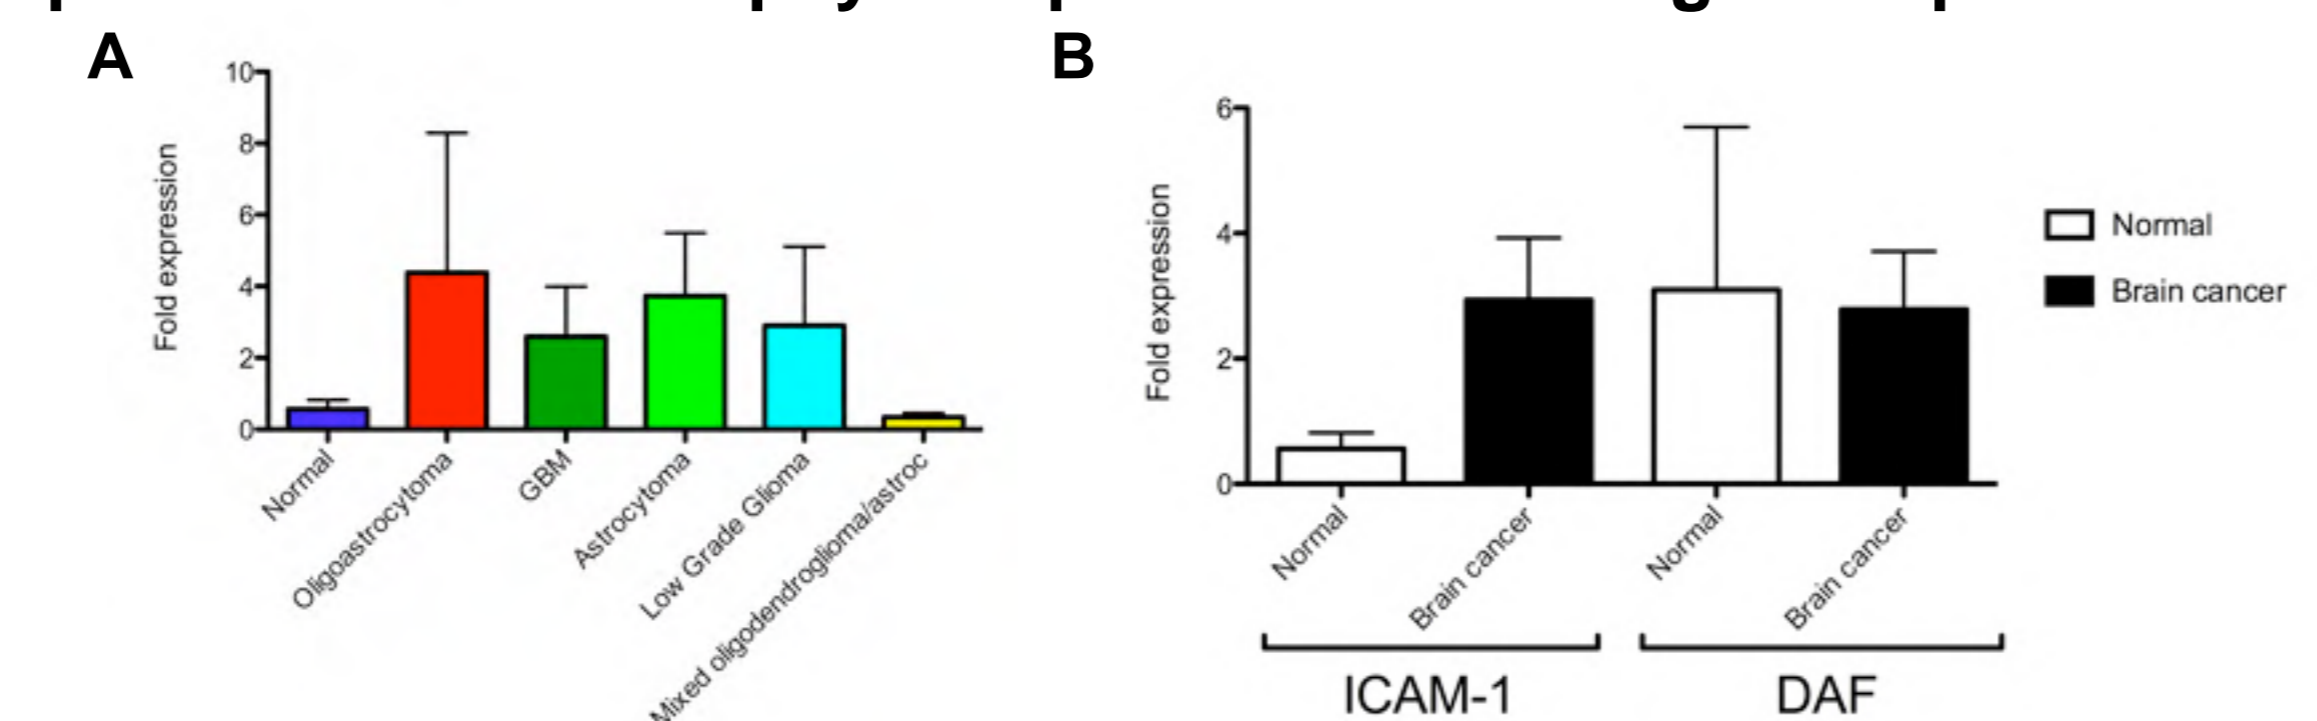 A
10
8
6
4
2
0
Fold expression
Normal
Oligoastrocytoma
GBM
Astrocytoma
Low Grade Glioma
Mixed oligodendroglioma/astroc
B
6
4
2
0
Fold expression
Normal
Brain cancer
Normal
Brain cancer
ICAM-1
DAF
Normal
Brain cancer